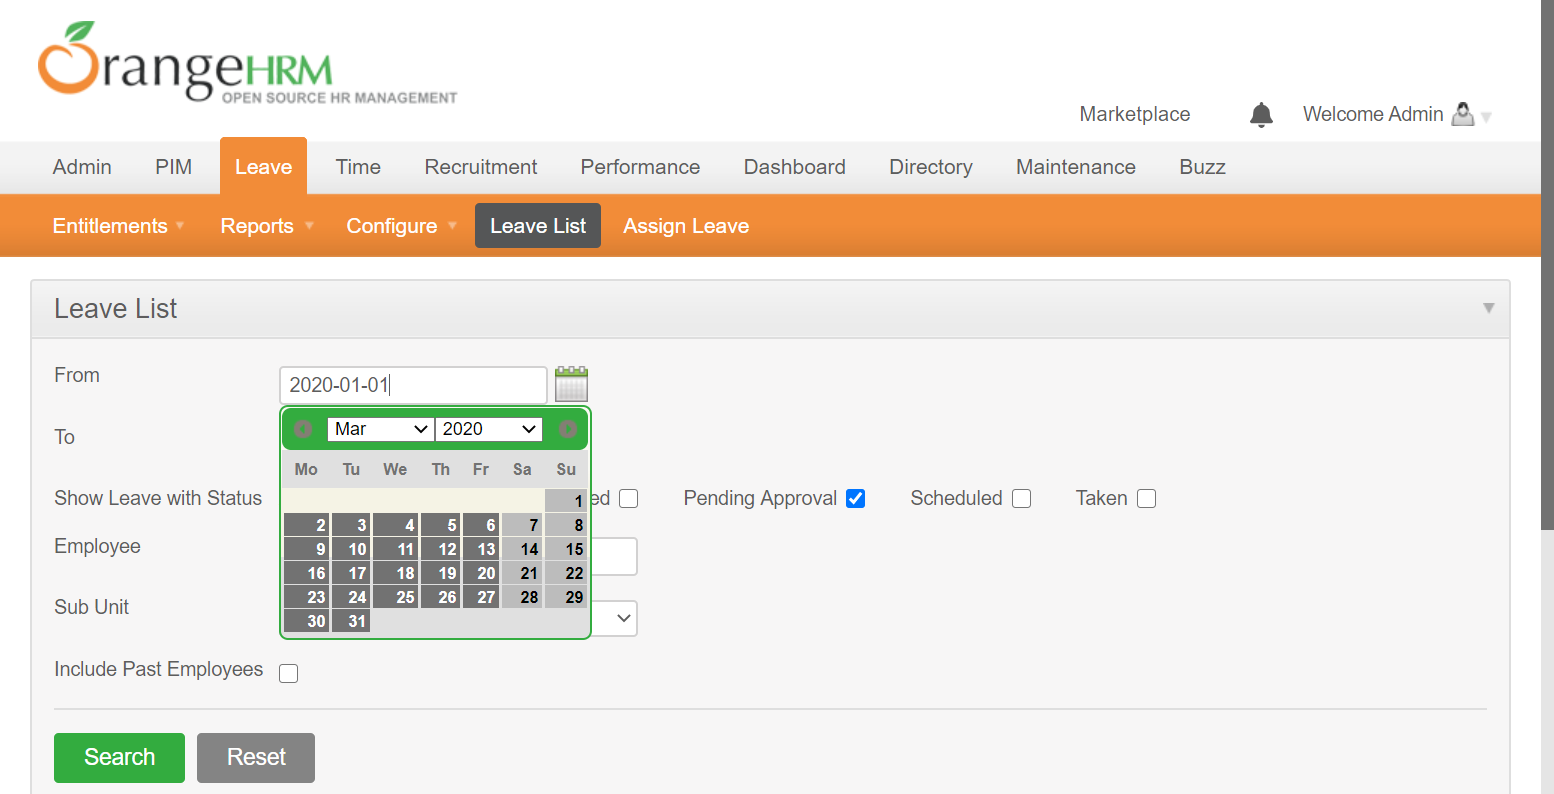 OrangeHRM
OPEN SOURCE HR MANAGEMENT
Marketplace Welcome Admin
Admin PIM Leave Time Recruitment Performance Dashboard Directory Maintenance Buzz
Entitlements Reports Configure Leave List Assign Leave
Leave List
From 2020-01-01
To Mar 2020
Mo Tu We Th Fr Sa Su
Show Leave with Status ed Pending Approval Scheduled Taken
1
2 3 4 5 6 7 8
Employee
9 10 11 12 13 14 15
16 17 18 19 20 21 22
Sub Unit
23 24 25 26 27 28 29
30 31
Include Past Employees
Search Reset